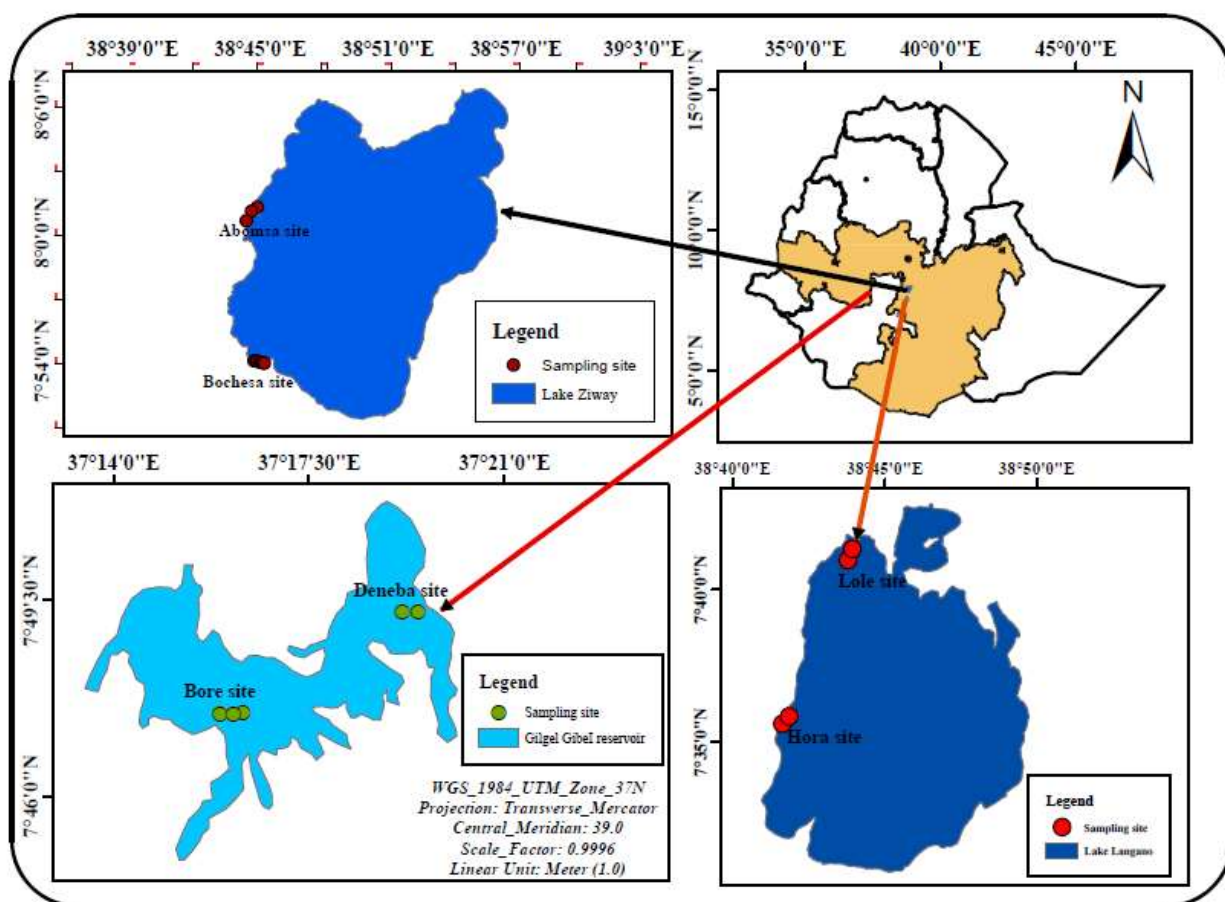 38°39'0"E 38°45'0"E 38°51'0"E 38°57'0"E 39°3'0"E
8°6'0"N
8°0'0"N
7°54'0"N
Abomsa site
Bochesa site
Legend
Sampling site
Lake Ziway
35°0'0"E 40°0'0"E 45°0'0"E
15°0'0"N
10°0'0"N
5°0'0"N
N
37°14'0"E 37°17'30"E 37°21'0"E
7°49'30"N
7°46'0"N
Deneba site
Bore site
Legend
Sampling site
Gilgel GibeI reservoir
WGS_1984_UTM_Zone_37N
Projection: Transverse_Mercator
Central_Meridian: 39.0
Scale_Factor: 0.9996
Linear Unit: Meter (1.0)
38°40'0"E 38°45'0"E 38°50'0"E
7°40'0"N
7°35'0"N
Lole site
Hora site
Legend
Sampling site
Lake Langano